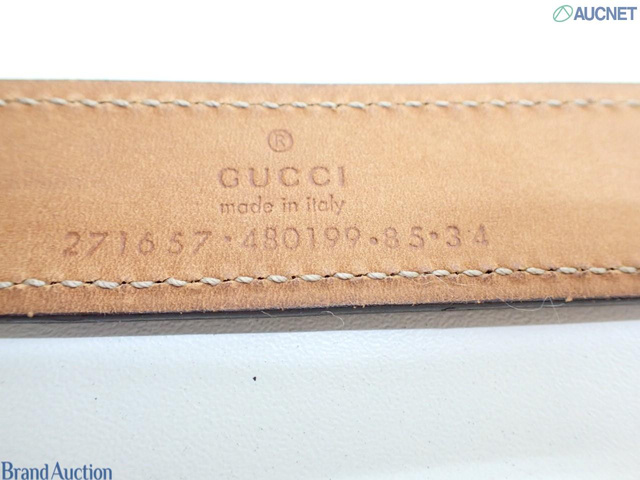 AUCNET
®
GUCCI
made in italy
271657·480199·85·34
Brand Auction